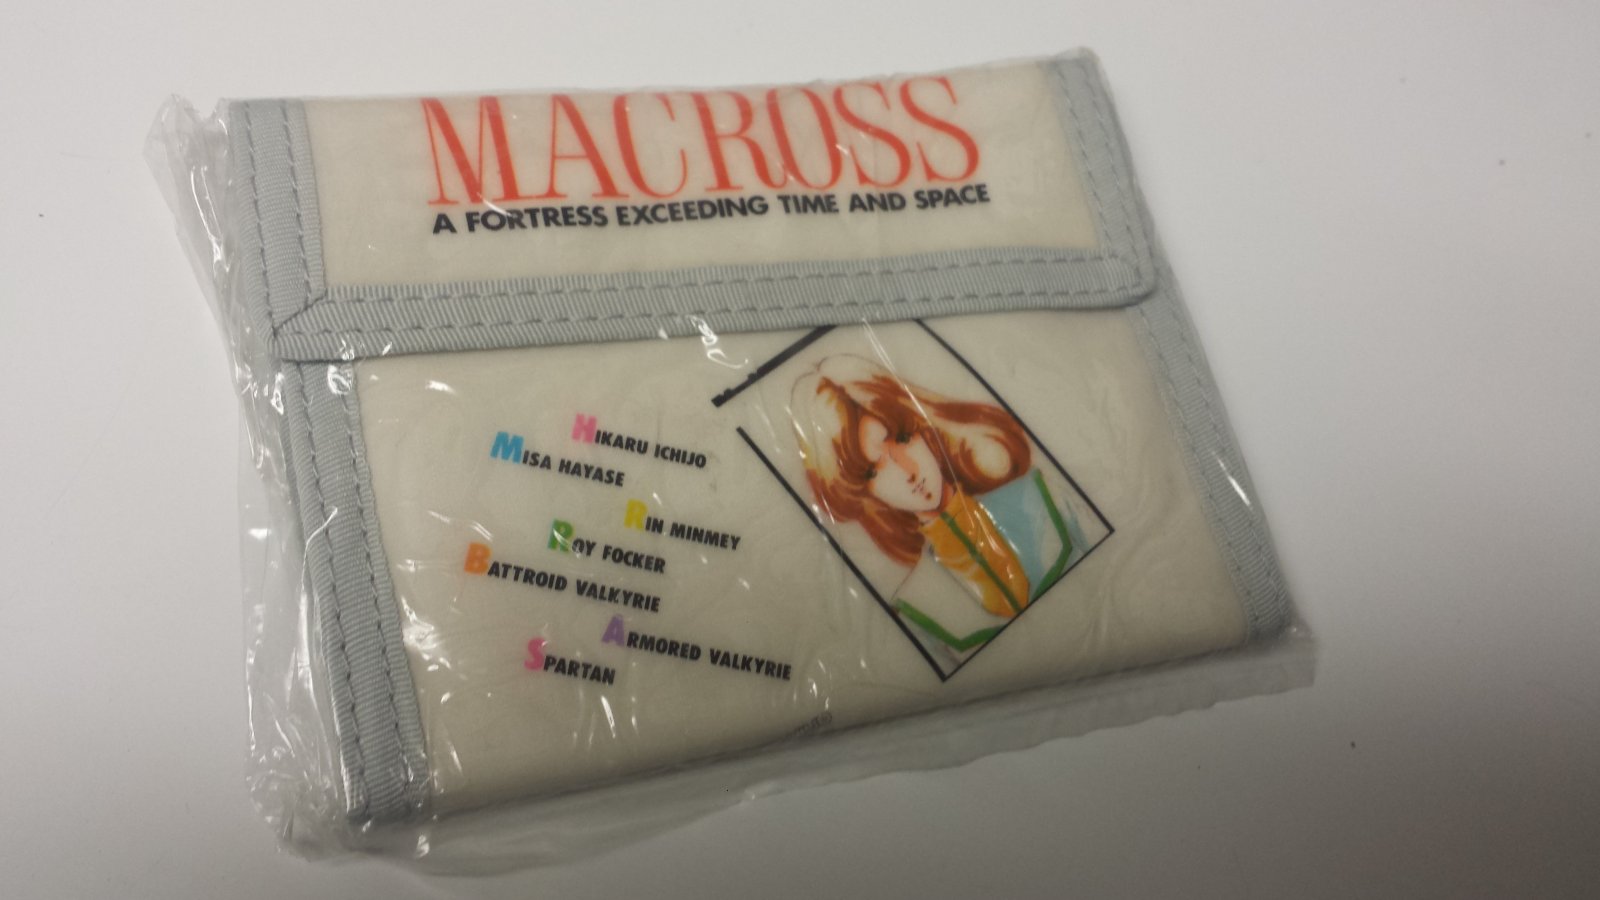 MACROSS
A FORTRESS EXCEEDING TIME AND SPACE
HIKARU ICHIJO
MISA HAYASE
RIN MINMEY
ROY FOCKER
BATTROID VALKYRIE
ARMORED VALKYRIE
SPARTAN